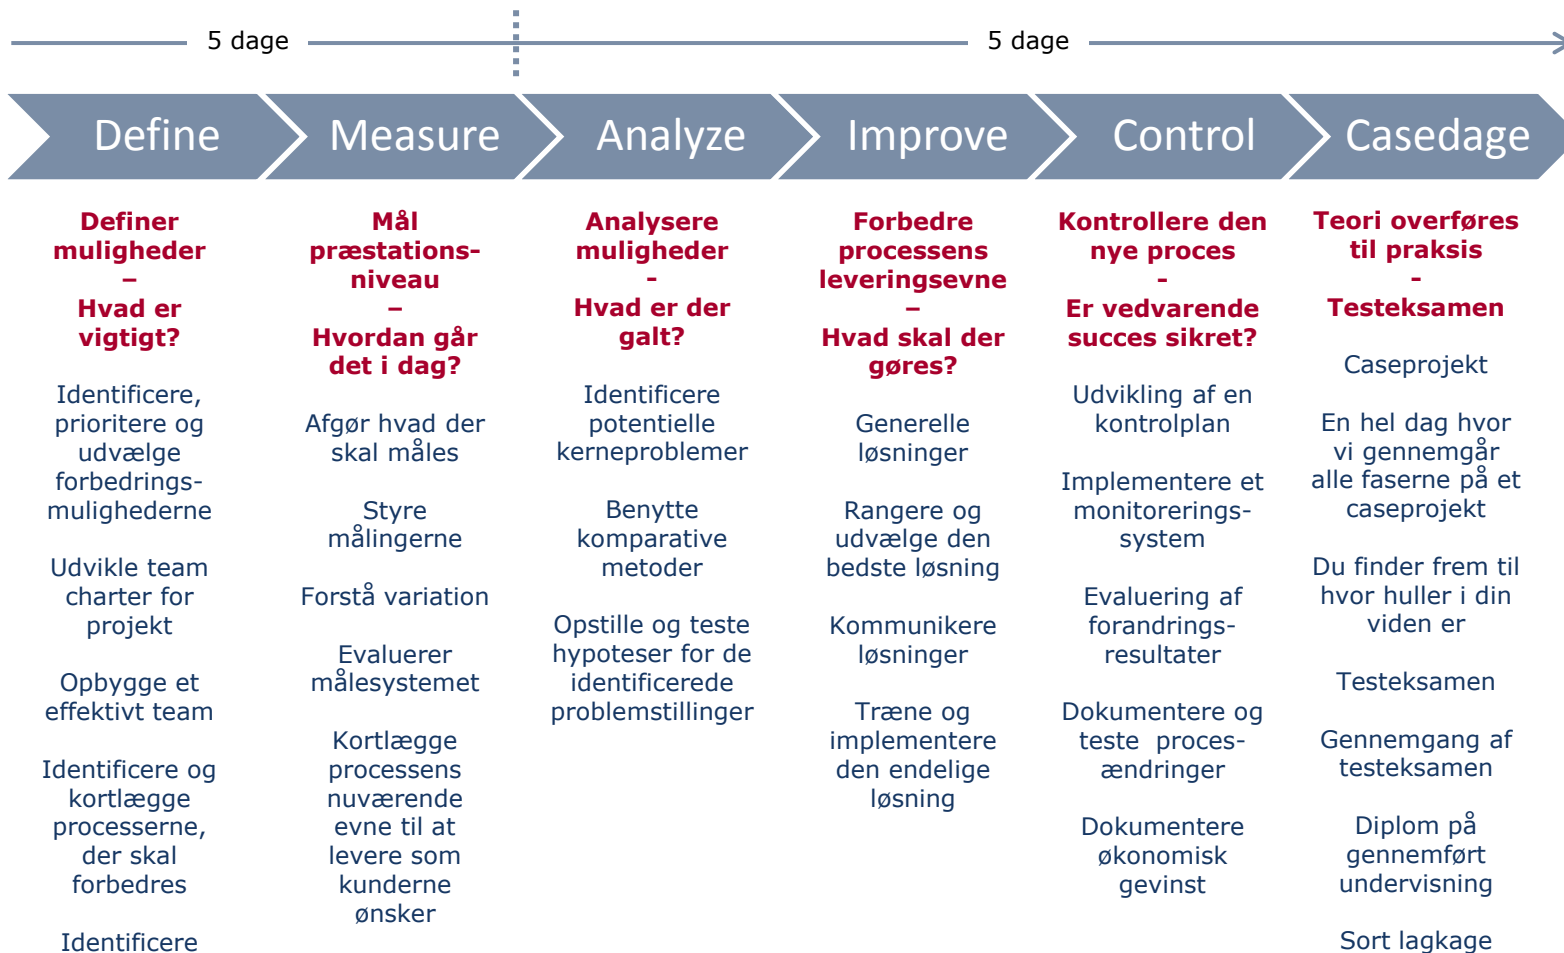 5 dage
5 dage
Define
Measure
Analyze
Improve
Control
Casedage
Definer
muligheder
–
Hvad er
vigtigt?
Identificere,
prioritere og
udvælge
forbedrings-
mulighederne
Udvikle team
charter for
projekt
Opbygge et
effektivt team
Identificere og
kortlægge
processerne,
der skal
forbedres
Identificere
Mål
præstations-
niveau
–
Hvordan går
det i dag?
Afgør hvad der
skal måles
Styre
målingerne
Forstå variation
Evaluerer
målesystemet
Kortlægge
processens
nuværende
evne til at
levere som
kunderne
ønsker
Analysere
muligheder
-
Hvad er der
galt?
Identificere
potentielle
kerneproblemer
Benytte
komparative
metoder
Opstille og teste
hypoteser for de
identificerede
problemstillinger
Forbedre
processens
leveringsevne
–
Hvad skal der
gøres?
Generelle
løsninger
Rangere og
udvælge den
bedste løsning
Kommunikere
løsninger
Træne og
implementere
den endelige
løsning
Kontrollere den
nye proces
-
Er vedvarende
succes sikret?
Udvikling af en
kontrolplan
Implementere et
monitorerings-
system
Evaluering af
forandrings-
resultater
Dokumentere og
teste  proces-
ændringer
Dokumentere
økonomisk
gevinst
Teori overføres
til praksis
-
Testeksamen
Caseprojekt
En hel dag hvor
vi gennemgår
alle faserne på et
caseprojekt
Du finder frem til
hvor huller i din
viden er
Testeksamen
Gennemgang af
testeksamen
Diplom på
gennemført
undervisning
Sort lagkage